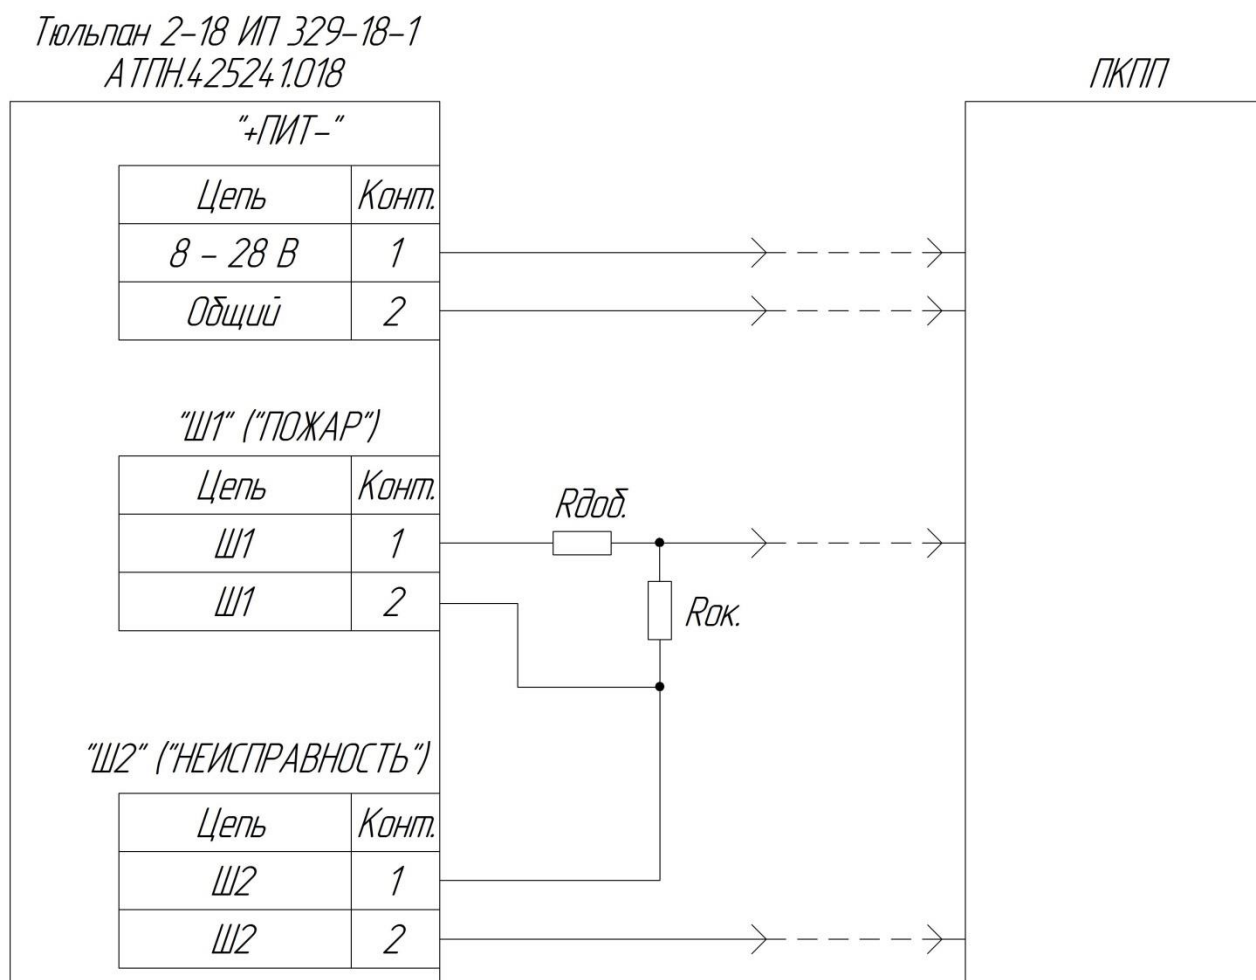 Тюльпан 2-18 ИП 329-18-1
АТПН.425241.018
ПКПП
"+ПИТ-"
Цепь Конт.
8 - 28 В 1
Общий 2
"Ш1" ("ПОЖАР")
Цепь Конт.
Ш1 1
Ш1 2
Rдоб.
Rок.
"Ш2" ("НЕИСПРАВНОСТЬ")
Цепь Конт.
Ш2 1
Ш2 2